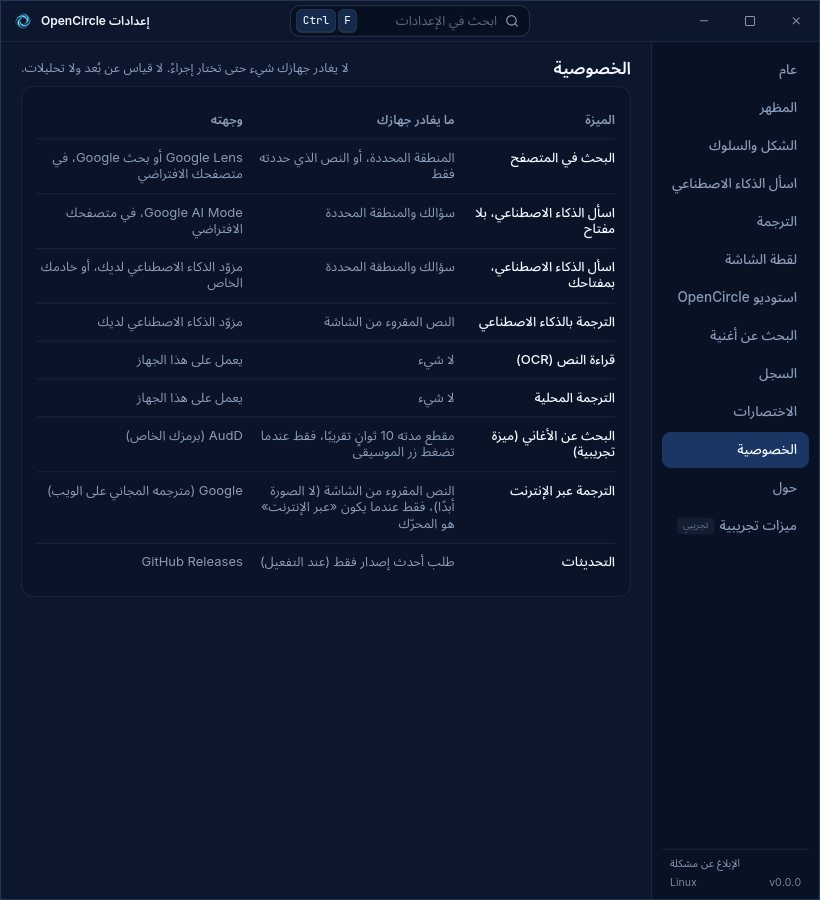 إعدادات OpenCircle
ابحث في الإعدادات
Ctrl F
عام
المظهر
الشكل والسلوك
اسأل الذكاء الاصطناعي
الترجمة
لقطة الشاشة
استوديو OpenCircle
البحث عن أغنية
السجل
الاختصارات
الخصوصية
حول
ميزات تجريبية تجريبي
الإبلاغ عن مشكلة
v0.0.0 Linux
الخصوصية
لا يغادر جهازك شيء حتى تختار إجراءً. لا قياس عن بُعد ولا تحليلات.
الميزة ما يغادر جهازك وجهته
البحث في المتصفح
المنطقة المحددة، أو النص الذي حددته
فقط
Google Lens أو بحث Google، في
متصفحك الافتراضي
اسأل الذكاء الاصطناعي، بلا
مفتاح
سؤالك والمنطقة المحددة
Google AI Mode، في متصفحك
الافتراضي
اسأل الذكاء الاصطناعي،
بمفتاحك
سؤالك والمنطقة المحددة
مزوّد الذكاء الاصطناعي لديك، أو خادمك
الخاص
الترجمة بالذكاء الاصطناعي
النص المقروء من الشاشة
مزوّد الذكاء الاصطناعي لديك
قراءة النص (OCR)
لا شيء
يعمل على هذا الجهاز
الترجمة المحلية
لا شيء
يعمل على هذا الجهاز
البحث عن الأغاني (ميزة
تجريبية)
مقطع مدته 10 ثوانٍ تقريبًا، فقط عندما
تضغط زر الموسيقى
AudD (برمزك الخاص)
الترجمة عبر الإنترنت
النص المقروء من الشاشة (لا الصورة
أبدًا)، فقط عندما يكون «عبر الإنترنت»
هو المحرّك
Google (مترجمه المجاني على الويب)
التحديثات
طلب أحدث إصدار فقط (عند التفعيل)
GitHub Releases